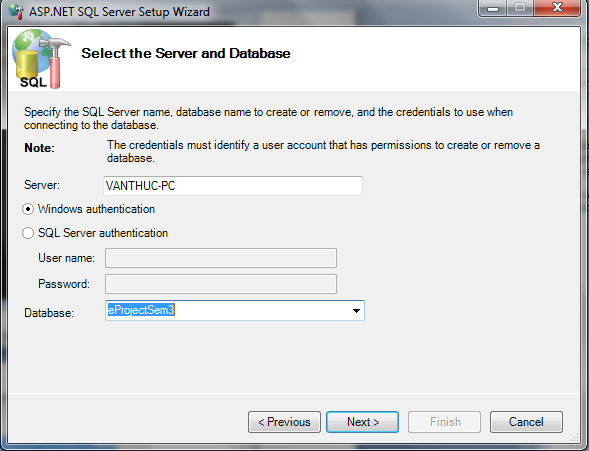 ASP.NET SQL Server Setup Wizard
SQL
Select the Server and Database
Specify the SQL Server name, database name to create or remove, and the credentials to use when
connecting to the database.
Note: The credentials must identify a user account that has permissions to create or remove a
database.
Server: VANTHUC-PC
Windows authentication
SQL Server authentication
User name:
Password:
Database: eProjectSem3
< Previous Next > Finish Cancel